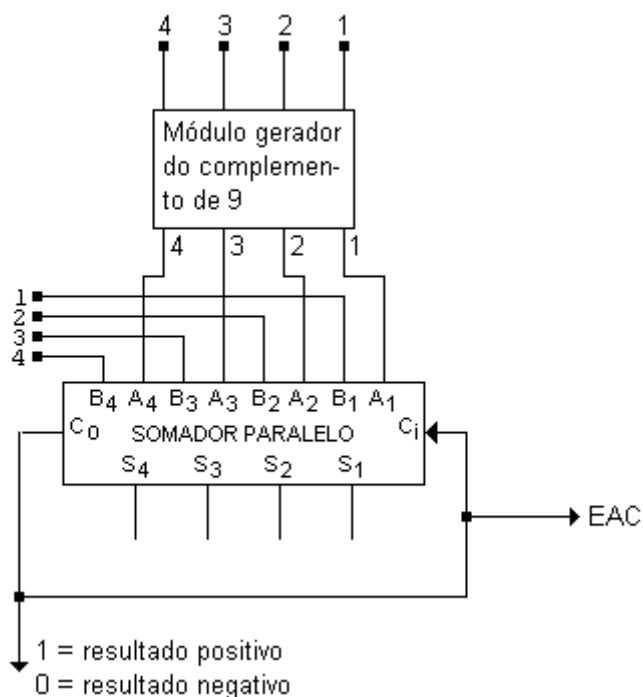 4 3 2 1
Módulo gerador
do complemen-
to de 9
4 3 2 1
1
2
3
4
B4 A4 B3 A3 B2 A2 B1 A1
C0 SOMADOR PARALELO Ci
S4 S3 S2 S1
EAC
1 = resultado positivo
0 = resultado negativo